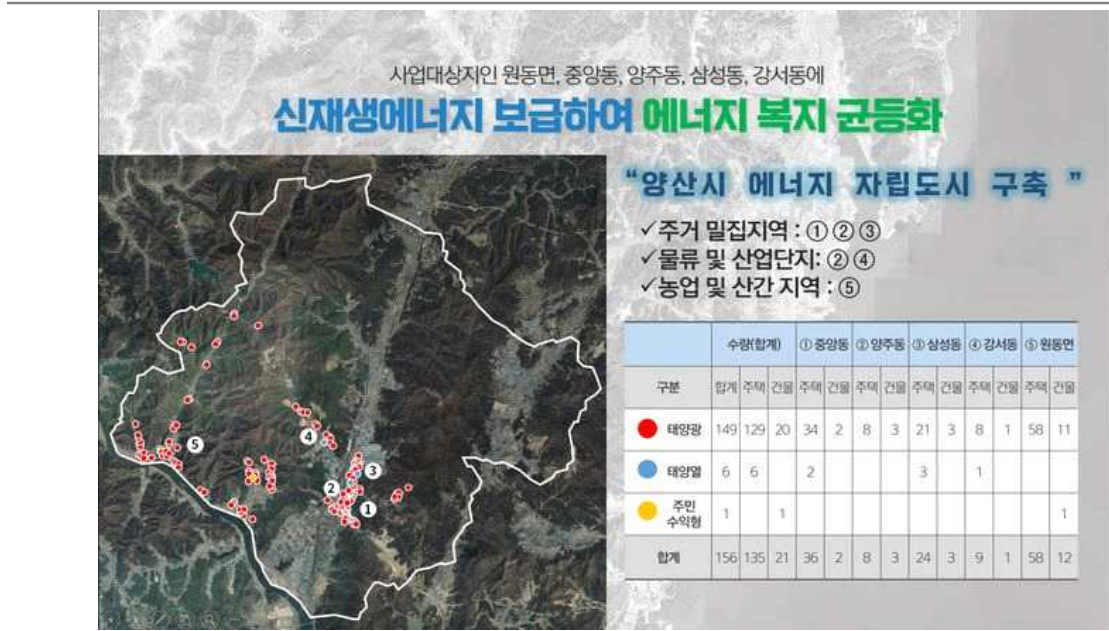 사업대상지인 원동면, 중앙동, 양주동, 삼성동, 강서동에
신재생에너지 보급하여 에너지 복지 균등화
"양산시 에너지 자립도시 구축 "
✓주거 밀집지역 : ① ② ③
✓물류 및 산업단지: ② ④
✓농업 및 산간 지역 : ⑤
수량(합계) ① 중앙동 ② 양주동 ③ 삼성동 ④ 강서동 ⑤ 원동면
구분 합계 주택 건물 주택 건물 주택 건물 주택 건물 주택 건물 주택 건물
태양광 149 129 20 34 2 8 3 21 3 8 1 58 11
태양열 6 6 2 3 1
주민
수익형 1 1 1
합계 156 135 21 36 2 8 3 24 3 9 1 58 12
4
5
3
2
1